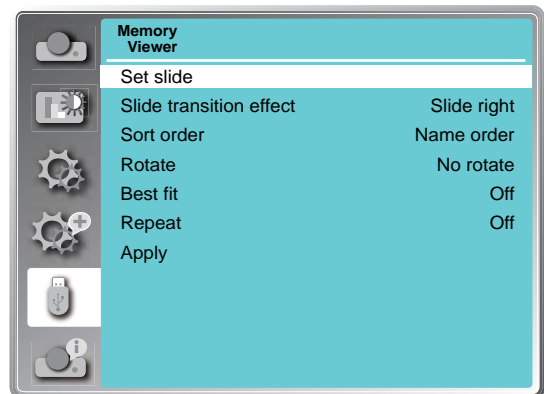 Memory
Viewer
Set slide
Slide transition effect Slide right
Sort order Name order
Rotate No rotate
Best fit Off
Repeat Off
Apply